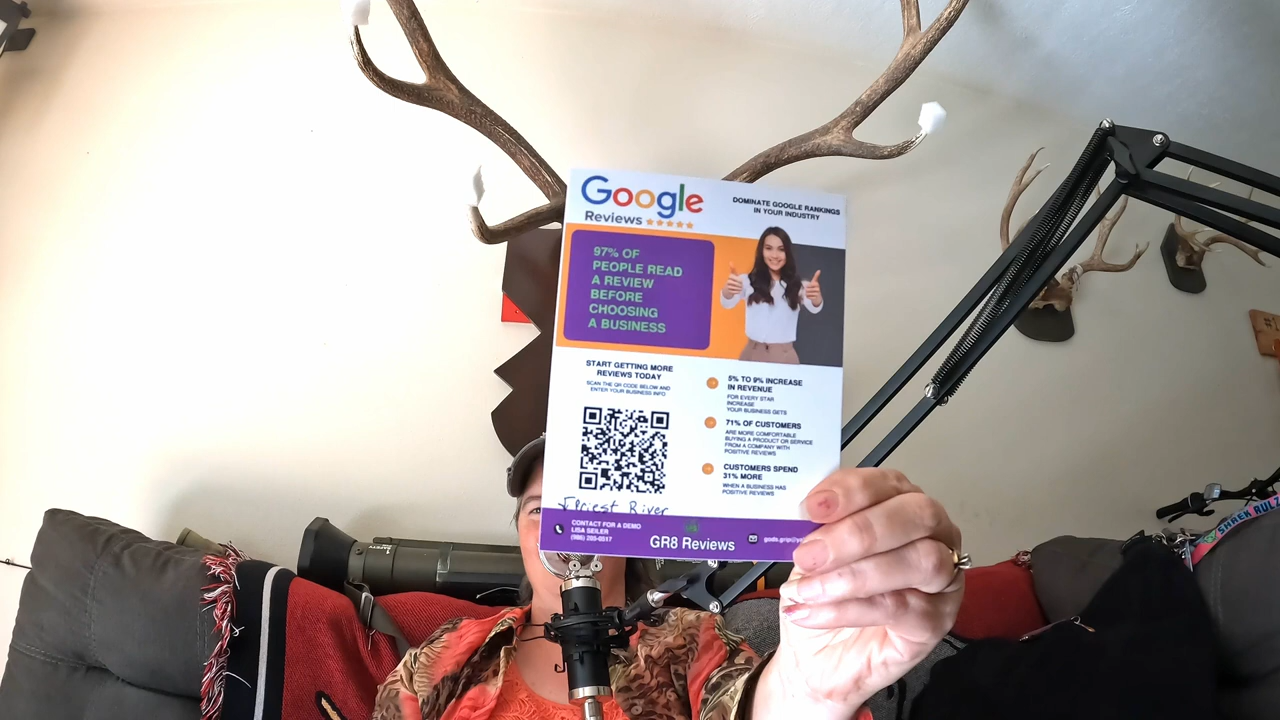 Google
Reviews
DOMINATE GOOGLE RANKINGS
IN YOUR INDUSTRY
97% OF
PEOPLE READ
A REVIEW
BEFORE
CHOOSING
A BUSINESS
START GETTING MORE
REVIEWS TODAY
SCAN THE QR CODE BELOW AND
ENTER YOUR BUSINESS INFO
5% TO 9% INCREASE
IN REVENUE
FOR EVERY STAR
INCREASE
YOUR BUSINESS GETS
71% OF CUSTOMERS
ARE MORE COMFORTABLE
BUYING A PRODUCT OR SERVICE
FROM A COMPANY WITH
POSITIVE REVIEWS
CUSTOMERS SPEND
31% MORE
WHEN A BUSINESS HAS
POSITIVE REVIEWS
Priest River
CONTACT FOR A DEMO
LISA SEILER
GR8 Reviews
SHREK RULZ